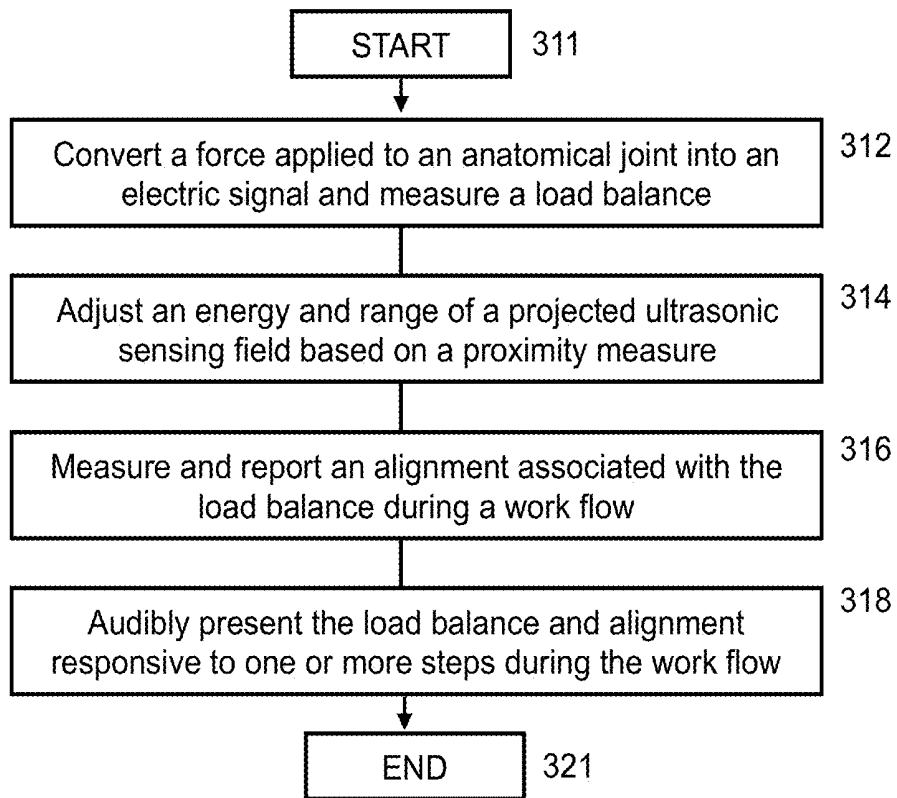 START
311
Convert a force applied to an anatomical joint into an
electric signal and measure a load balance
312
Adjust an energy and range of a projected ultrasonic
sensing field based on a proximity measure
314
Measure and report an alignment associated with the
load balance during a work flow
316
Audibly present the load balance and alignment
responsive to one or more steps during the work flow
318
END
321